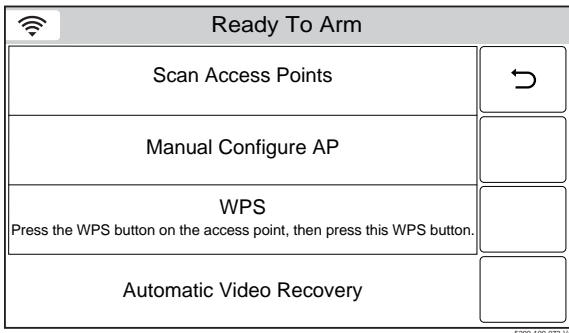 Ready To Arm
Scan Access Points
Manual Configure AP
WPS
Press the WPS button on the access point, then press this WPS button.
Automatic Video Recovery